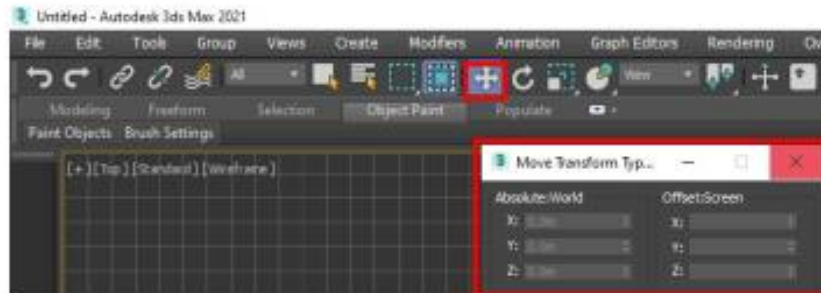 Untitled - Autodesk 3ds Max 2021
File Edit Tools Group Views Create Modifiers Animation Graph Editors Rendering
All View
Modeling Freeform Selection Object Paint Populate
Paint Objects Brush Settings
[+] [Top] [Standard] [Wireframe]
Move Transform Typ...
Absolute:World Offset:Screen
X: X:
Y: Y:
Z: Z: